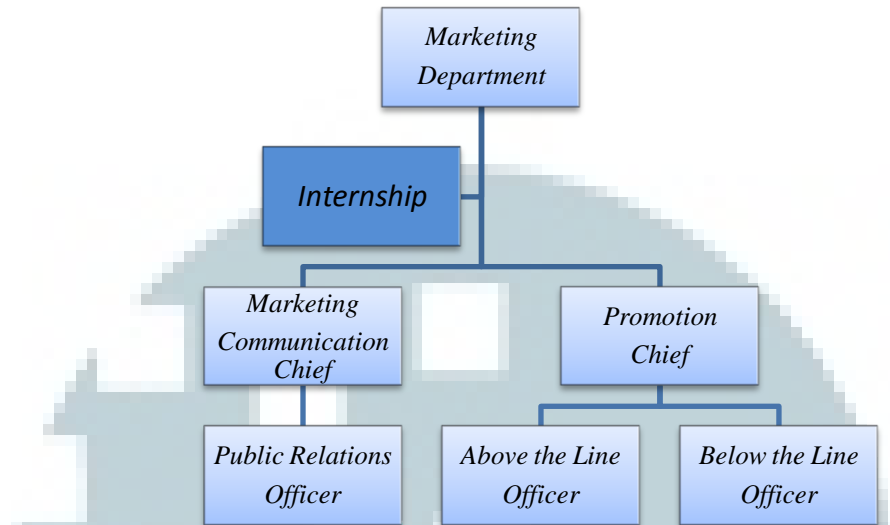 Marketing
Department
Internship
Marketing
Communication
Chief
Promotion
Chief
Public Relations
Officer
Above the Line
Officer
Below the Line
Officer